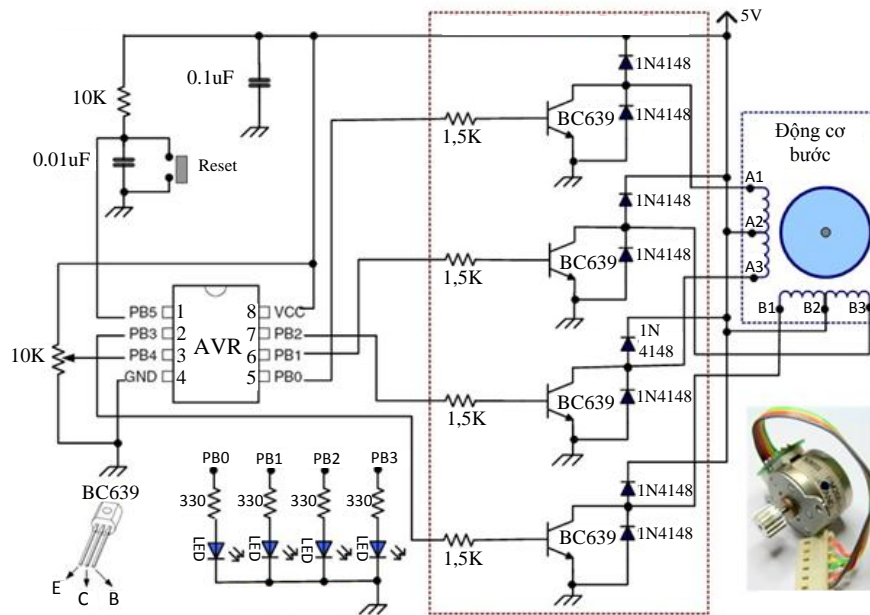 5V
10K
0.1uF
0.01uF
Reset
1N4148
1N4148
BC639
1,5K
Động cơ
bước
A1
A2
A3
B1
B2
B3
1N4148
1N4148
BC639
1,5K
10K
PB5
PB3
PB4
GND
1
2
3
4
AVR
8
7
6
5
VCC
PB2
PB1
PB0
1N
4148
1N4148
BC639
1,5K
1N4148
1N4148
BC639
1,5K
PB0
PB1
PB2
PB3
330
330
330
330
LED
LED
LED
LED
BC639
E
C
B